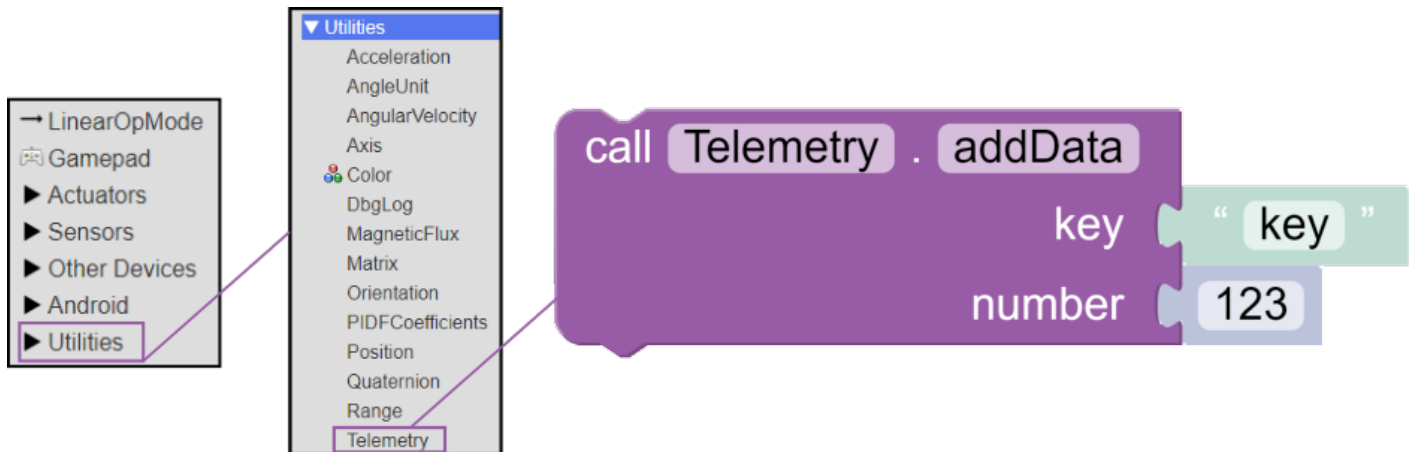 LinearOpMode
Gamepad
Actuators
Sensors
Other Devices
Android
Utilities
Utilities
Acceleration
AngleUnit
AngularVelocity
Axis
Color
DbgLog
MagneticFlux
Matrix
Orientation
PIDFCoefficients
Position
Quaternion
Range
Telemetry
call Telemetry . addData
key “ key ”
number 123